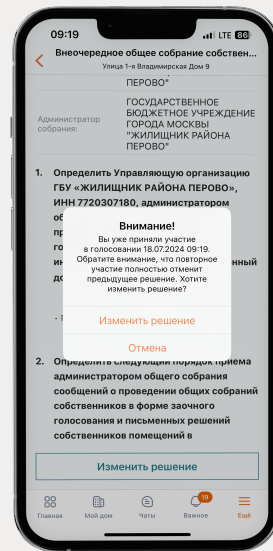 09:19
LTE 86
Внеочередное общее собрание собствен...
Улица 1-я Владимирская Дом 9
ПЕРОВО"
Администратор собрания:
ГОСУДАРСТВЕННОЕ
БЮДЖЕТНОЕ УЧРЕЖДЕНИЕ
ГОРОДА МОСКВЫ
"ЖИЛИЩНИК РАЙОНА
ПЕРОВО"
1. Определить Управляющую организацию
ГБУ «ЖИЛИЩНИК РАЙОНА ПЕРОВО»,
ИНН 7720307180, администратором
Внимание!
Вы уже приняли участие
в голосовании 18.07.2024 09:19.
Обратите внимание, что повторное
участие полностью отменит
предыдущее решение. Хотите
изменить решение?
Изменить решение
Отмена
2. Определить следующий порядок приема
администратором общего собрания
сообщений о проведении общих собраний
собственников в форме заочного
голосования и письменных решений
собственников помещений в
Изменить решение
19
Главная Мой дом Чаты Важное Ещё